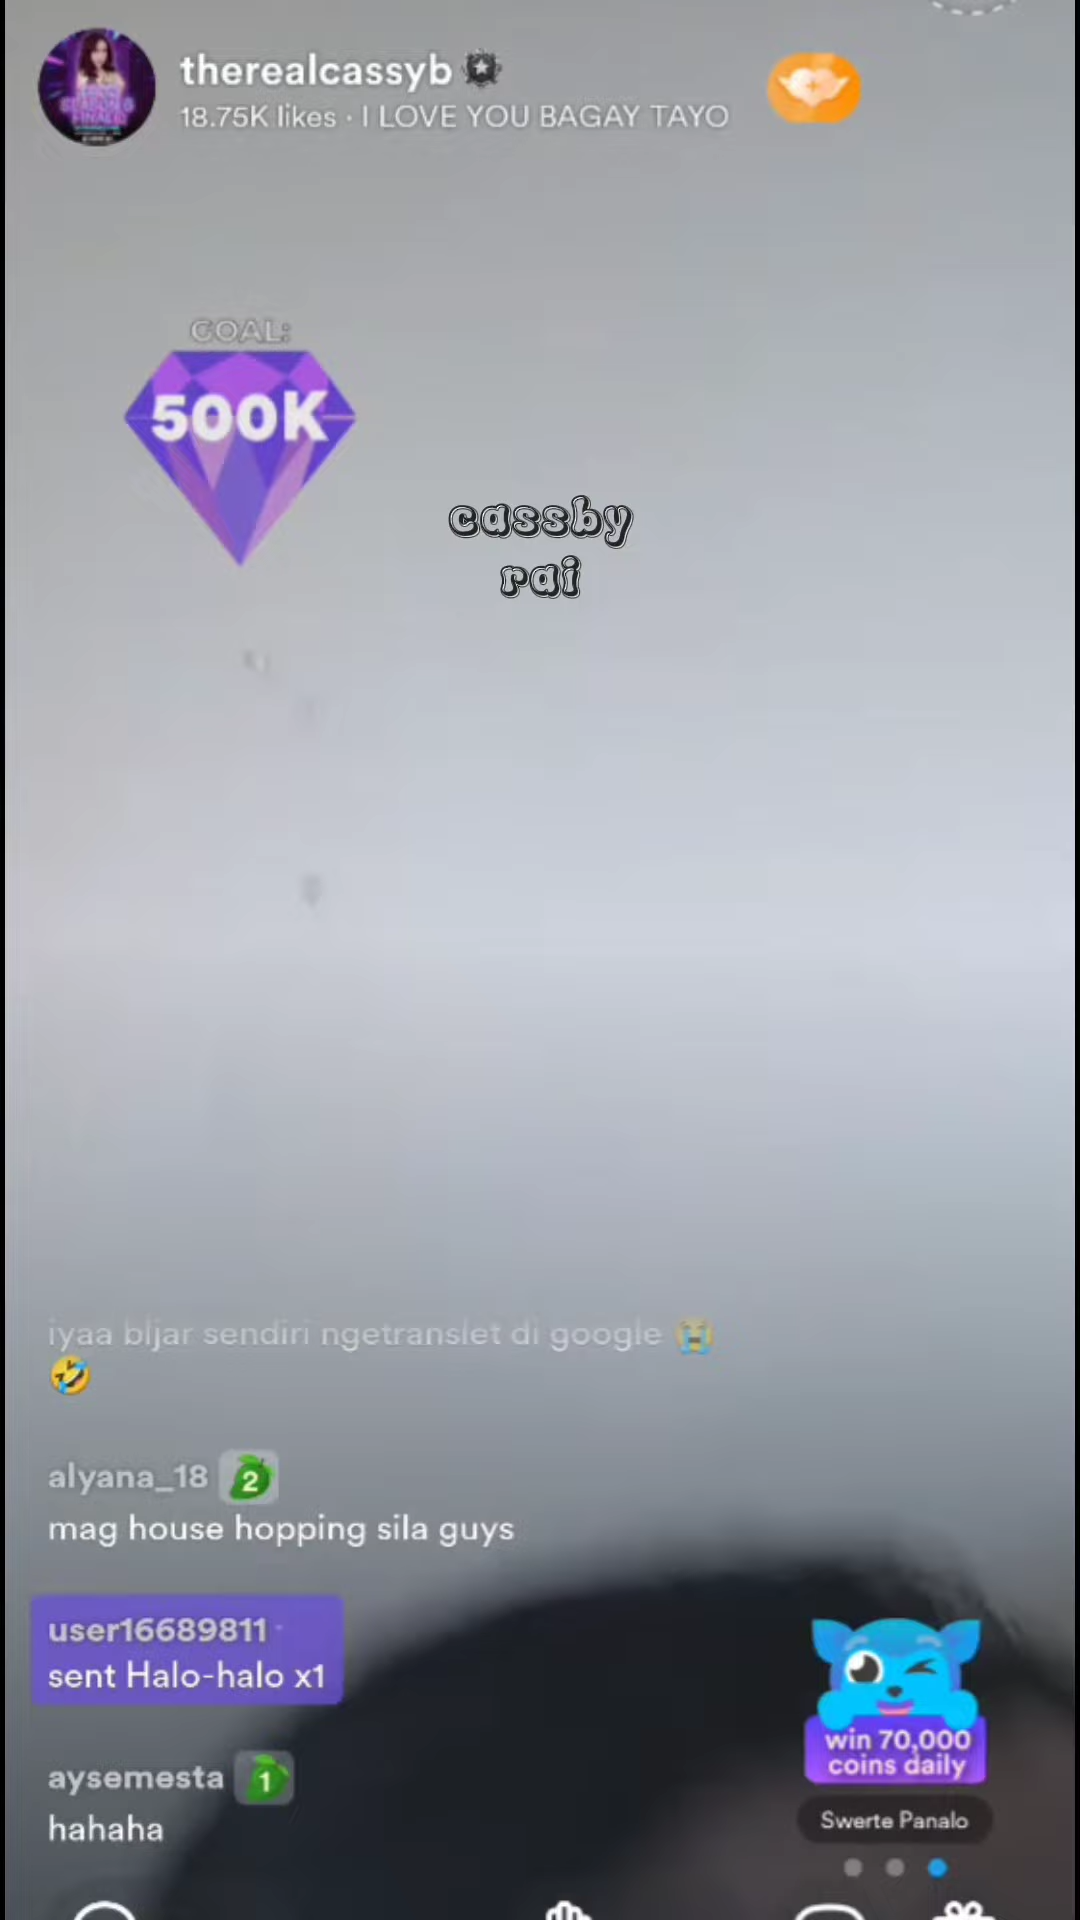 therealcassyb
18.75K likes · I LOVE YOU BAGAY TAYO
GOAL:
500K
cassby
rai
iyaa bljar sendiri ngetranslet di google 😭
🤣
alyana_18 2
mag house hopping sila guys
user16689811
sent Halo-halo x1
aysemesta 1
hahaha
win 70,000
coins daily
Swerte Panalo